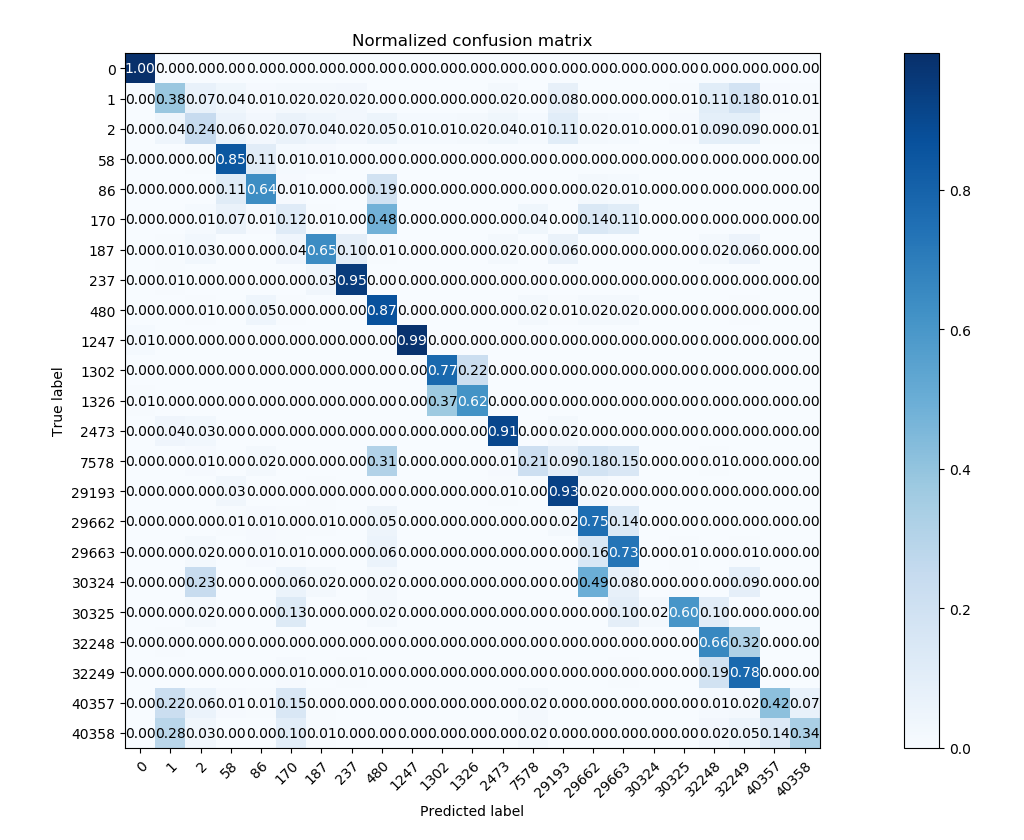 Normalized confusion matrix
0 1.00 0.00 0.00 0.00 0.00 0.00 0.00 0.00 0.00 0.00 0.00 0.00 0.00 0.00 0.00 0.00 0.00 0.00 0.00 0.00 0.00 0.00 0.00
1 0.00 0.38 0.07 0.04 0.01 0.02 0.02 0.02 0.00 0.00 0.00 0.00 0.02 0.00 0.08 0.00 0.00 0.00 0.01 0.11 0.18 0.01 0.01
2 0.00 0.04 0.24 0.06 0.02 0.07 0.04 0.02 0.05 0.01 0.01 0.02 0.04 0.01 0.11 0.02 0.01 0.00 0.01 0.09 0.09 0.00 0.01
58 0.00 0.00 0.00 0.85 0.11 0.01 0.01 0.00 0.00 0.00 0.00 0.00 0.00 0.00 0.00 0.00 0.00 0.00 0.00 0.00 0.00 0.00 0.00
86 0.00 0.00 0.00 0.11 0.64 0.01 0.00 0.00 0.19 0.00 0.00 0.00 0.00 0.00 0.00 0.02 0.01 0.00 0.00 0.00 0.00 0.00 0.00
170 0.00 0.00 0.01 0.07 0.01 0.12 0.01 0.00 0.48 0.00 0.00 0.00 0.00 0.04 0.00 0.14 0.11 0.00 0.00 0.00 0.00 0.00 0.00
187 0.00 0.01 0.03 0.00 0.00 0.04 0.65 0.10 0.01 0.00 0.00 0.00 0.02 0.00 0.06 0.00 0.00 0.00 0.00 0.02 0.06 0.00 0.00
237 0.00 0.01 0.00 0.00 0.00 0.00 0.03 0.95 0.00 0.00 0.00 0.00 0.00 0.00 0.00 0.00 0.00 0.00 0.00 0.00 0.00 0.00 0.00
480 0.00 0.00 0.01 0.00 0.05 0.00 0.00 0.00 0.87 0.00 0.00 0.00 0.00 0.02 0.01 0.02 0.02 0.00 0.00 0.00 0.00 0.00 0.00
1247 0.01 0.00 0.00 0.00 0.00 0.00 0.00 0.00 0.00 0.99 0.00 0.00 0.00 0.00 0.00 0.00 0.00 0.00 0.00 0.00 0.00 0.00 0.00
1302 0.00 0.00 0.00 0.00 0.00 0.00 0.00 0.00 0.00 0.00 0.77 0.22 0.00 0.00 0.00 0.00 0.00 0.00 0.00 0.00 0.00 0.00 0.00
1326 0.01 0.00 0.00 0.00 0.00 0.00 0.00 0.00 0.00 0.00 0.37 0.62 0.00 0.00 0.00 0.00 0.00 0.00 0.00 0.00 0.00 0.00 0.00
2473 0.00 0.04 0.03 0.00 0.00 0.00 0.00 0.00 0.00 0.00 0.00 0.00 0.91 0.00 0.02 0.00 0.00 0.00 0.00 0.00 0.00 0.00 0.00
7578 0.00 0.00 0.01 0.00 0.02 0.00 0.00 0.00 0.31 0.00 0.00 0.00 0.00 0.21 0.09 0.18 0.15 0.00 0.00 0.01 0.00 0.00 0.00
29193 0.00 0.00 0.00 0.03 0.00 0.00 0.00 0.00 0.00 0.00 0.00 0.00 0.01 0.00 0.93 0.02 0.00 0.00 0.00 0.00 0.00 0.00 0.00
29662 0.00 0.00 0.00 0.01 0.01 0.00 0.01 0.00 0.05 0.00 0.00 0.00 0.00 0.00 0.02 0.75 0.14 0.00 0.00 0.00 0.00 0.00 0.00
29663 0.00 0.00 0.02 0.00 0.01 0.01 0.00 0.00 0.06 0.00 0.00 0.00 0.00 0.00 0.00 0.16 0.73 0.00 0.01 0.00 0.01 0.00 0.00
30324 0.00 0.00 0.23 0.00 0.00 0.06 0.02 0.00 0.02 0.00 0.00 0.00 0.00 0.00 0.00 0.49 0.08 0.00 0.00 0.00 0.09 0.00 0.00
30325 0.00 0.00 0.02 0.00 0.00 0.13 0.00 0.00 0.02 0.00 0.00 0.00 0.00 0.00 0.00 0.00 0.10 0.02 0.60 0.10 0.00 0.00 0.00
32248 0.00 0.00 0.00 0.00 0.00 0.00 0.00 0.00 0.00 0.00 0.00 0.00 0.00 0.00 0.00 0.00 0.00 0.00 0.00 0.66 0.32 0.00 0.00
32249 0.00 0.00 0.00 0.00 0.00 0.00 0.01 0.01 0.00 0.00 0.00 0.00 0.00 0.00 0.00 0.00 0.00 0.00 0.00 0.19 0.78 0.00 0.00
40357 0.00 0.22 0.06 0.01 0.01 0.15 0.00 0.00 0.00 0.00 0.00 0.00 0.00 0.02 0.00 0.00 0.00 0.00 0.00 0.01 0.02 0.42 0.07
40358 0.00 0.28 0.03 0.00 0.00 0.10 0.01 0.00 0.00 0.00 0.00 0.00 0.00 0.02 0.00 0.00 0.00 0.00 0.00 0.02 0.05 0.14 0.34
True label
0 1 2 58 86 170 187 237 480 1247 1302 1326 2473 7578 29193 29662 29663 30324 30325 32248 32249 40357 40358
Predicted label
0.8
0.6
0.4
0.2
0.0